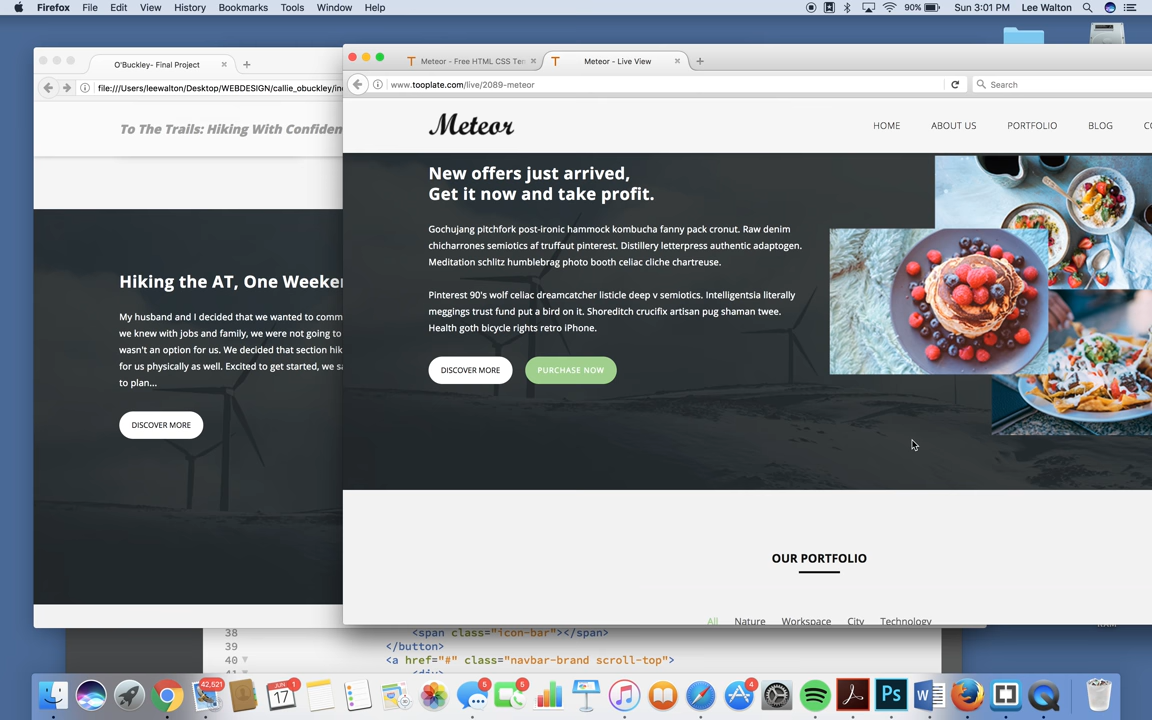 Firefox File Edit View History Bookmarks Tools Window Help
90% Sun 3:01 PM Lee Walton
O'Buckley- Final Project
file:///Users/leewalton/Desktop/WEBDESIGN/callie_obuckley/in
To The Trails: Hiking With Confiden
Hiking the AT, One Weeke
My husband and I decided that we wanted to comm
we knew with jobs and family, we were not going to
wasn't an option for us. We decided that section hik
for us physically as well. Excited to get started, we s
to plan...
DISCOVER MORE
Meteor - Free HTML CSS Te
Meteor - Live View
www.tooplate.com/live/2089-meteor
Search
Meteor
HOME ABOUT US PORTFOLIO BLOG CO
New offers just arrived,
Get it now and take profit.
Gochujang pitchfork post-ironic hammock kombucha fanny pack cronut. Raw denim
chicharrones semiotics af truffaut pinterest. Distillery letterpress authentic adaptogen.
Meditation schlitz humblebrag photo booth celiac cliche chartreuse.
Pinterest 90's wolf celiac dreamcatcher listicle deep v semiotics. Intelligentsia literally
meggings trust fund put a bird on it. Shoreditch crucifix artisan pug shaman twee.
Health goth bicycle rights retro iPhone.
DISCOVER MORE PURCHASE NOW
OUR PORTFOLIO
All Nature Workspace City Technology
38 <span class="icon-bar"></span>
39 </button>
40 <a href="#" class="navbar-brand scroll-top">
42,521
JUN 17
1
5
5
4
Ps